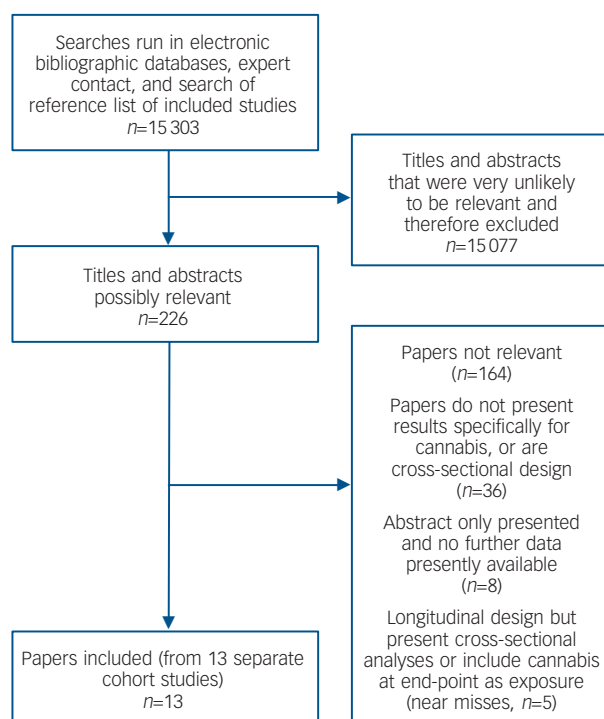 Searches run in electronic
bibliographic databases, expert
contact, and search of
reference list of included studies
n=15 303
Titles and abstracts
that were very unlikely
to be relevant and
therefore excluded
n=15 077
Titles and abstracts
possibly relevant
n=226
Papers not relevant
(n=164)
Papers do not present
results specifically for
cannabis, or are
cross-sectional design
(n=36)
Abstract only presented
and no further data
presently available
(n=8)
Longitudinal design but
present cross-sectional
analyses or include cannabis
at end-point as exposure
(near misses, n=5)
Papers included (from 13 separate
cohort studies)
n=13